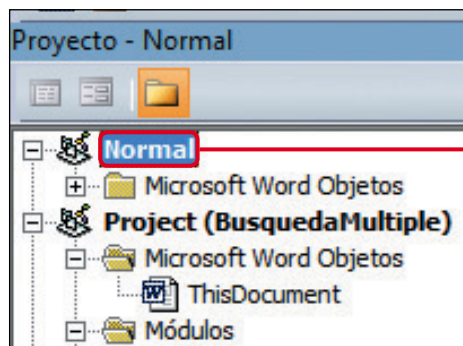 Proyecto - Normal
Normal
Microsoft Word Objetos
Project (BusquedaMultiple)
Microsoft Word Objetos
ThisDocument
Módulos